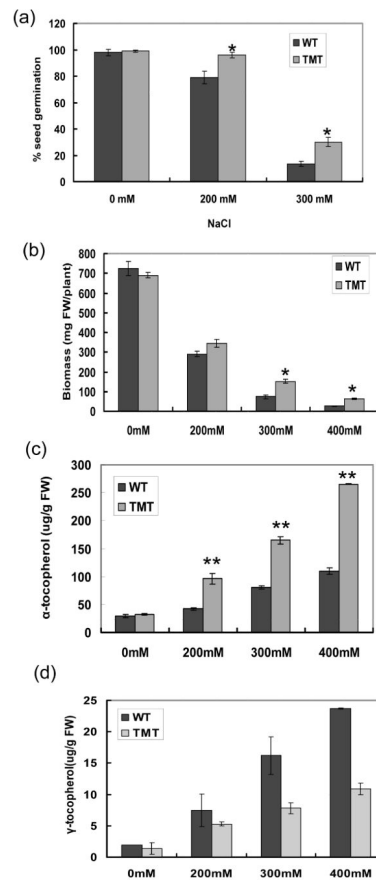 (a)
120
100
80
60
40
20
0
% seed germination
WT
TMT
*
*
0 mM
200 mM
300 mM
NaCl
(b)
800
700
600
500
400
300
200
100
0
Biomass (mg FW/plant)
WT
TMT
*
*
0mM
200mM
300mM
400mM
(c)
300
250
200
150
100
50
0
α-tocopherol (ug/g FW)
WT
TMT
**
**
**
0mM
200mM
300mM
400mM
(d)
25
20
15
10
5
0
γ-tocopherol(ug/g FW)
WT
TMT
0mM
200mM
300mM
400mM